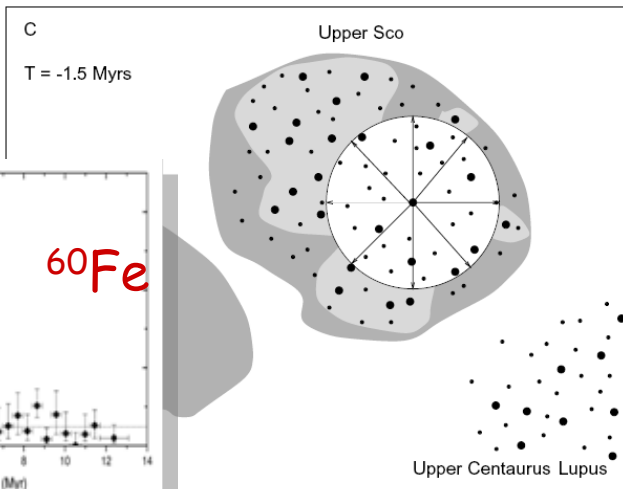 C
Upper Sco
T = -1.5 Myrs
60Fe
8 10 12 14
(Myr)
Upper Centaurus Lupus